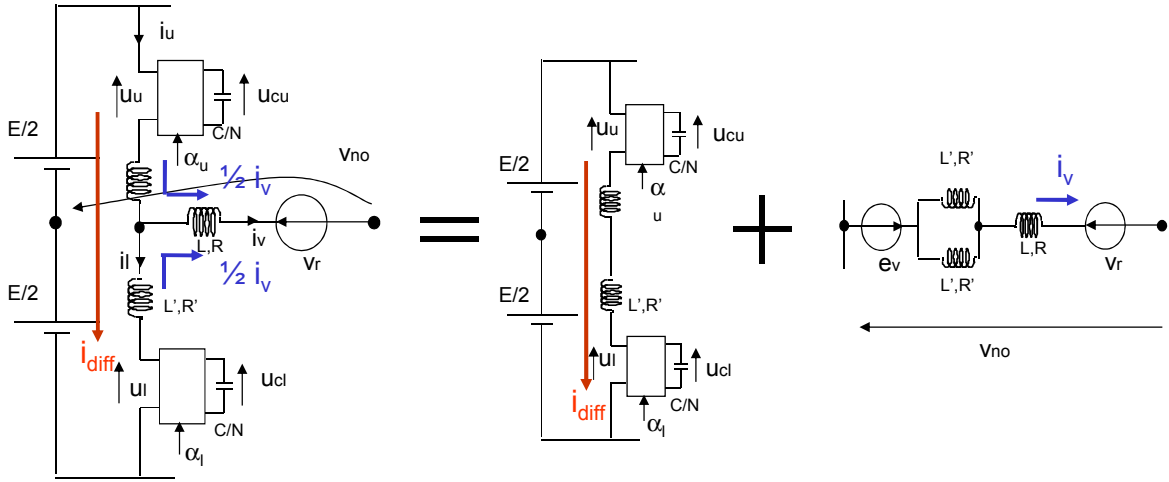 iu
uu
ucu
E/2
C/N
αu
vno
½ iv
L,R
iv
vr
il
½ iv
E/2
L',R'
idiff
ul
ucl
C/N
αl
=
uu
ucu
C/N
E/2
α
u
E/2
L',R'
ul
ucl
idiff
C/N
αl
+
L',R'
iv
ev
L,R
L',R'
vr
vno